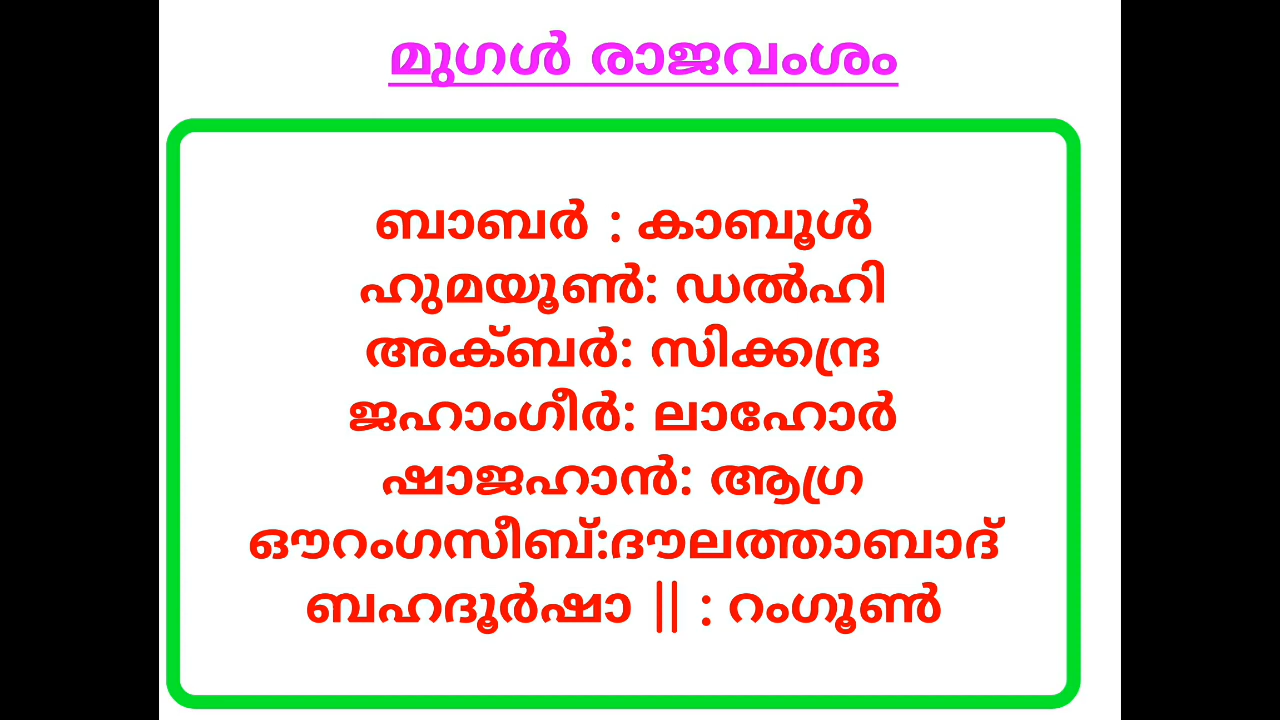 മുഗൾ രാജവംശം
ബാബർ : കാബൂൾ
ഹുമയൂൺ: ഡൽഹി
അക്ബർ: സിക്കന്ദ്ര
ജഹാംഗീർ: ലാഹോർ
ഷാജഹാൻ: ആഗ്ര
ഔറംഗസീബ്:ദൗലത്താബാദ്
ബഹദൂർഷാ || : റംഗൂൺ